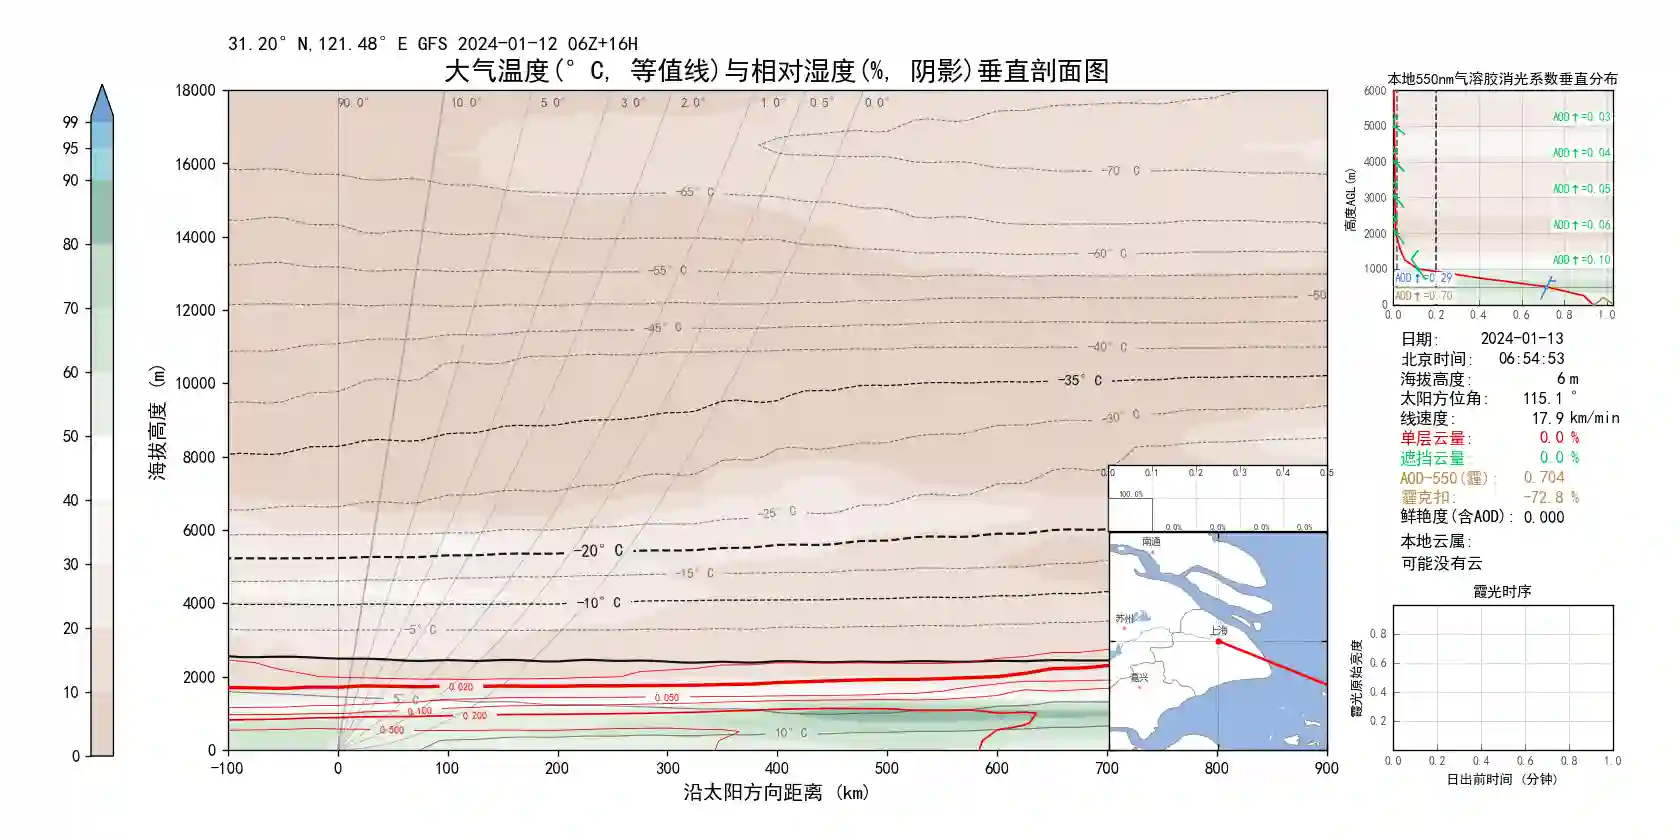 31.20° N,121.48° E GFS 2024-01-12 06Z+16H
大气温度(° C, 等值线)与相对湿度(%, 阴影)垂直剖面图
99
95
90
80
70
60
50
40
30
20
10
0
海拔高度 (m)
18000
16000
14000
12000
10000
8000
6000
4000
2000
0
90.0° 10.0° 5.0° 3.0° 2.0° 1.0° 0.5° 0.0°
-70° C
-65° C
-60° C
-55° C
-50
-45° C
-40° C
-35° C
-30° C
-25° C
-20° C
-15° C
-10° C
-5° C
0.020
5° C
0.050
0.100
0.200
0.500
10° C
-100 0 100 200 300 400 500 600 700 800 900
沿太阳方向距离 (km)
0.0 0.1 0.2 0.3 0.4 0.5
100.0%
0.0% 0.0% 0.0% 0.0%
南通
苏州
上海
嘉兴
本地550nm气溶胶消光系数垂直分布
高度AGL(m)
6000
5000
4000
3000
2000
1000
0
AOD↑=0.03
AOD↑=0.04
AOD↑=0.05
AOD↑=0.06
AOD↑=0.10
AOD↑=0.29
AOD↑=0.70
0.0 0.2 0.4 0.6 0.8 1.0
日期: 2024-01-13
北京时间: 06:54:53
海拔高度: 6 m
太阳方位角: 115.1 °
线速度: 17.9 km/min
单层云量: 0.0 %
遮挡云量: 0.0 %
AOD-550(霾): 0.704
霾克扣: -72.8 %
鲜艳度(含AOD): 0.000
本地云属:
可能没有云
霞光时序
霞光原始亮度
0.8
0.6
0.4
0.2
0.0 0.2 0.4 0.6 0.8 1.0
日出前时间 (分钟)